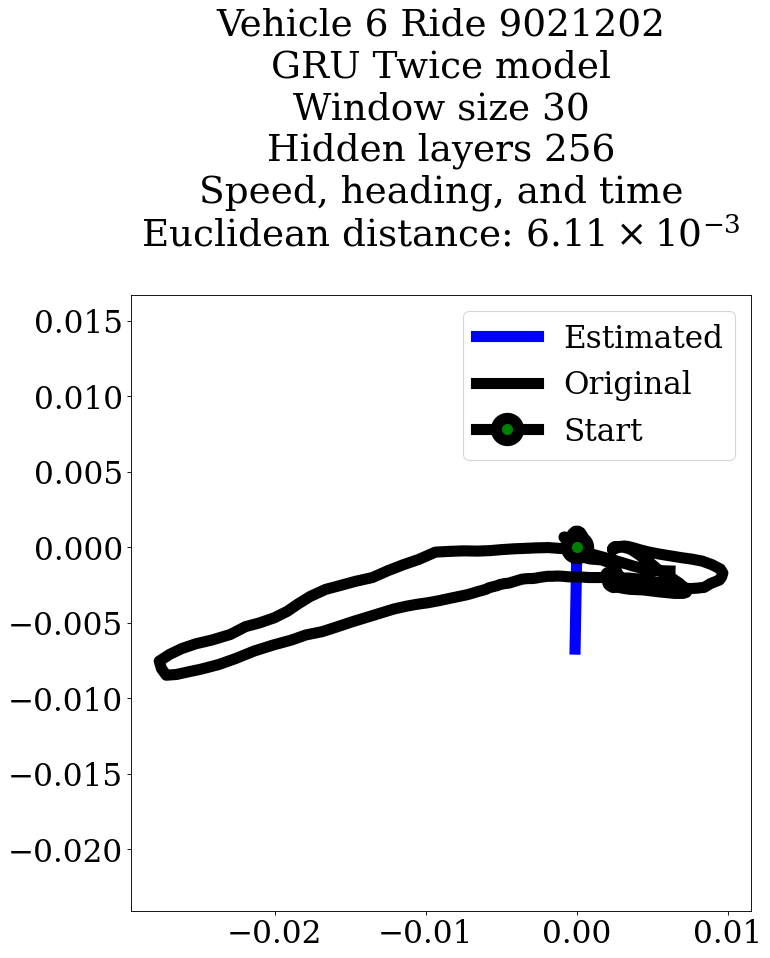 Vehicle 6 Ride 9021202
GRU Twice model
Window size 30
Hidden layers 256
Speed, heading, and time
Euclidean distance: 6.11 × 10⁻³
Estimated
Original
Start
0.015
0.010
0.005
0.000
−0.005
−0.010
−0.015
−0.020
−0.02 −0.01 0.00 0.01